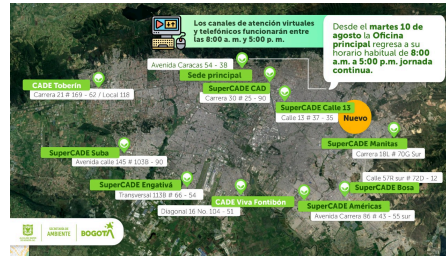 Los canales de atención virtuales
y telefónicos funcionarán entre
las 8:00 a. m. y 5:00 p. m.
Desde el martes 10 de
agosto la Oficina
principal regresa a su
horario habitual de 8:00
a.m. a 5:00 p.m. jornada
continua.
Avenida Caracas 54 - 38
Sede principal
CADE Toberín
Carrera 21 # 169 - 62 / Local 118
SuperCADE CAD
Carrera 30 # 25 - 90
SuperCADE Calle 13
Calle 13 # 37 - 35
Nuevo
SuperCADE Manitas
Carrera 18L # 70G Sur
SuperCADE Suba
Avenida calle 145 # 103B - 90
Calle 57R sur # 72D - 12
SuperCADE Bosa
SuperCADE Engativá
Transversal 113B # 66 - 54
CADE Viva Fontibón
Diagonal 16 No. 104 - 51
SuperCADE Américas
Avenida Carrera 86 # 43 - 55 sur
AMBIENTE
BOGOTÁ